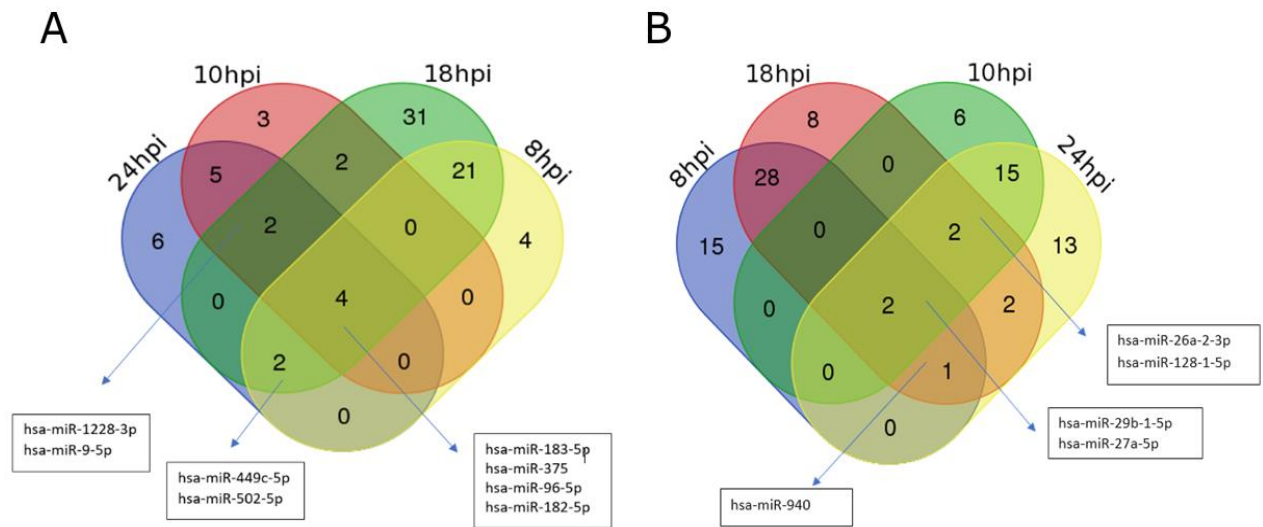 A
10hpi
18hpi
24hpi
8hpi
3
31
5
2
21
6
2
0
4
0
4
0
2
0
0
hsa-miR-1228-3p
hsa-miR-9-5p
hsa-miR-449c-5p
hsa-miR-502-5p
hsa-miR-183-5p
hsa-miR-375
hsa-miR-96-5p
hsa-miR-182-5p
B
18hpi
10hpi
8hpi
24hpi
8
6
28
0
15
15
0
2
13
0
2
2
0
1
0
hsa-miR-26a-2-3p
hsa-miR-128-1-5p
hsa-miR-29b-1-5p
hsa-miR-27a-5p
hsa-miR-940